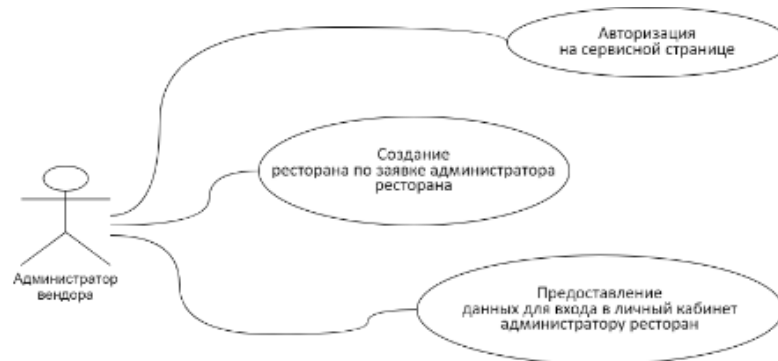 Авторизация
на сервисной странице
Создание
ресторана по заявке администратора
ресторана
Администратор
вендора
Предоставление
данных для входа в личный кабинет
администратору ресторан